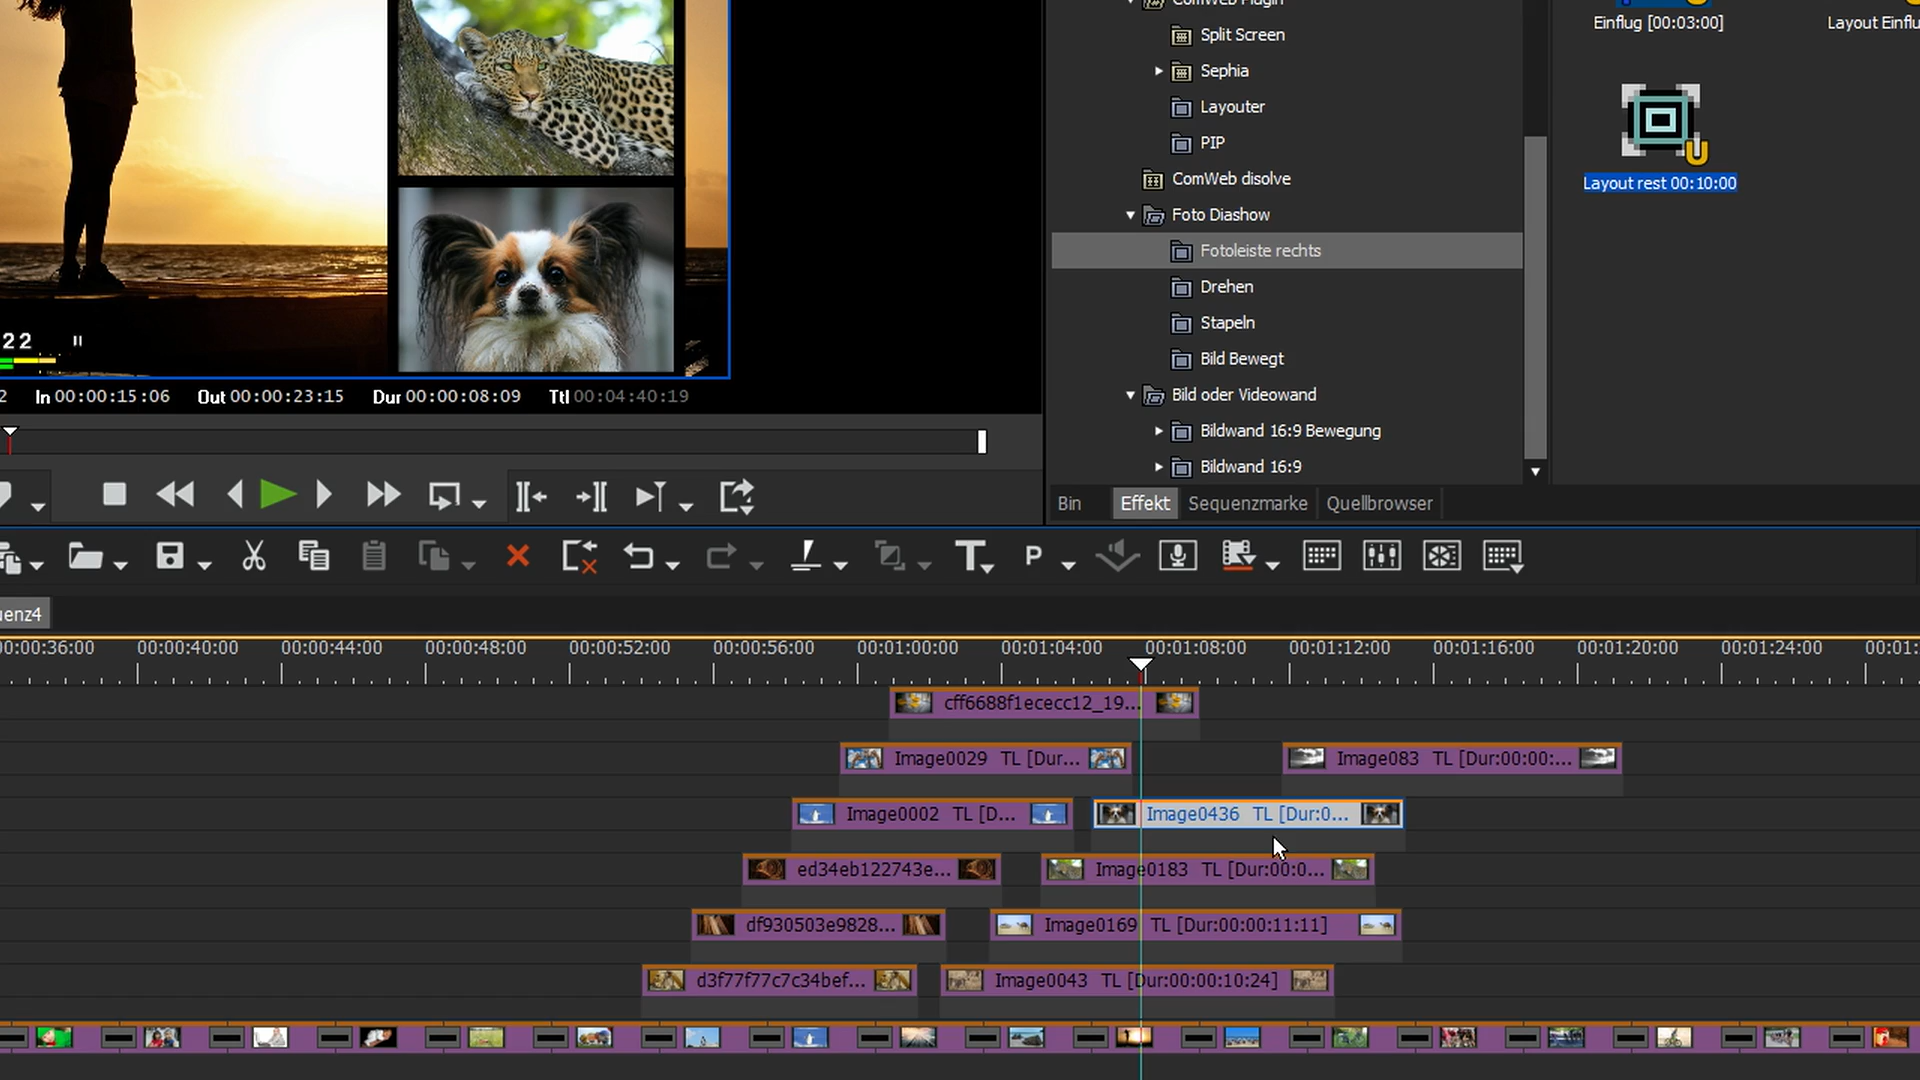 Split Screen
Sephia
Layouter
PIP
ComWeb disolve
Foto Diashow
Fotoleiste rechts
Drehen
Stapeln
Bild Bewegt
Bild oder Videowand
Bildwand 16:9 Bewegung
Bildwand 16:9
Einflug [00:03:00]
Layout Einflu
Layout rest 00:10:00
22
2 In 00:00:15:06 Out 00:00:23:15 Dur 00:00:08:09 Ttl 00:04:40:19
Bin Effekt Sequenzmarke Quellbrowser
T P
uenz4
00:00:36:00 00:00:40:00 00:00:44:00 00:00:48:00 00:00:52:00 00:00:56:00 00:01:00:00 00:01:04:00 00:01:08:00 00:01:12:00 00:01:16:00 00:01:20:00 00:01:24:00 00:01:
cff6688f1ececc12_19...
Image0029 TL [Dur... Image083 TL [Dur:00:00:...
Image0002 TL [D... Image0436 TL [Dur:0...
ed34eb122743e... Image0183 TL [Dur:00:0...
df930503e9828... Image0169 TL [Dur:00:00:11:11]
d3f77f77c7c34bef... Image0043 TL [Dur:00:00:10:24]